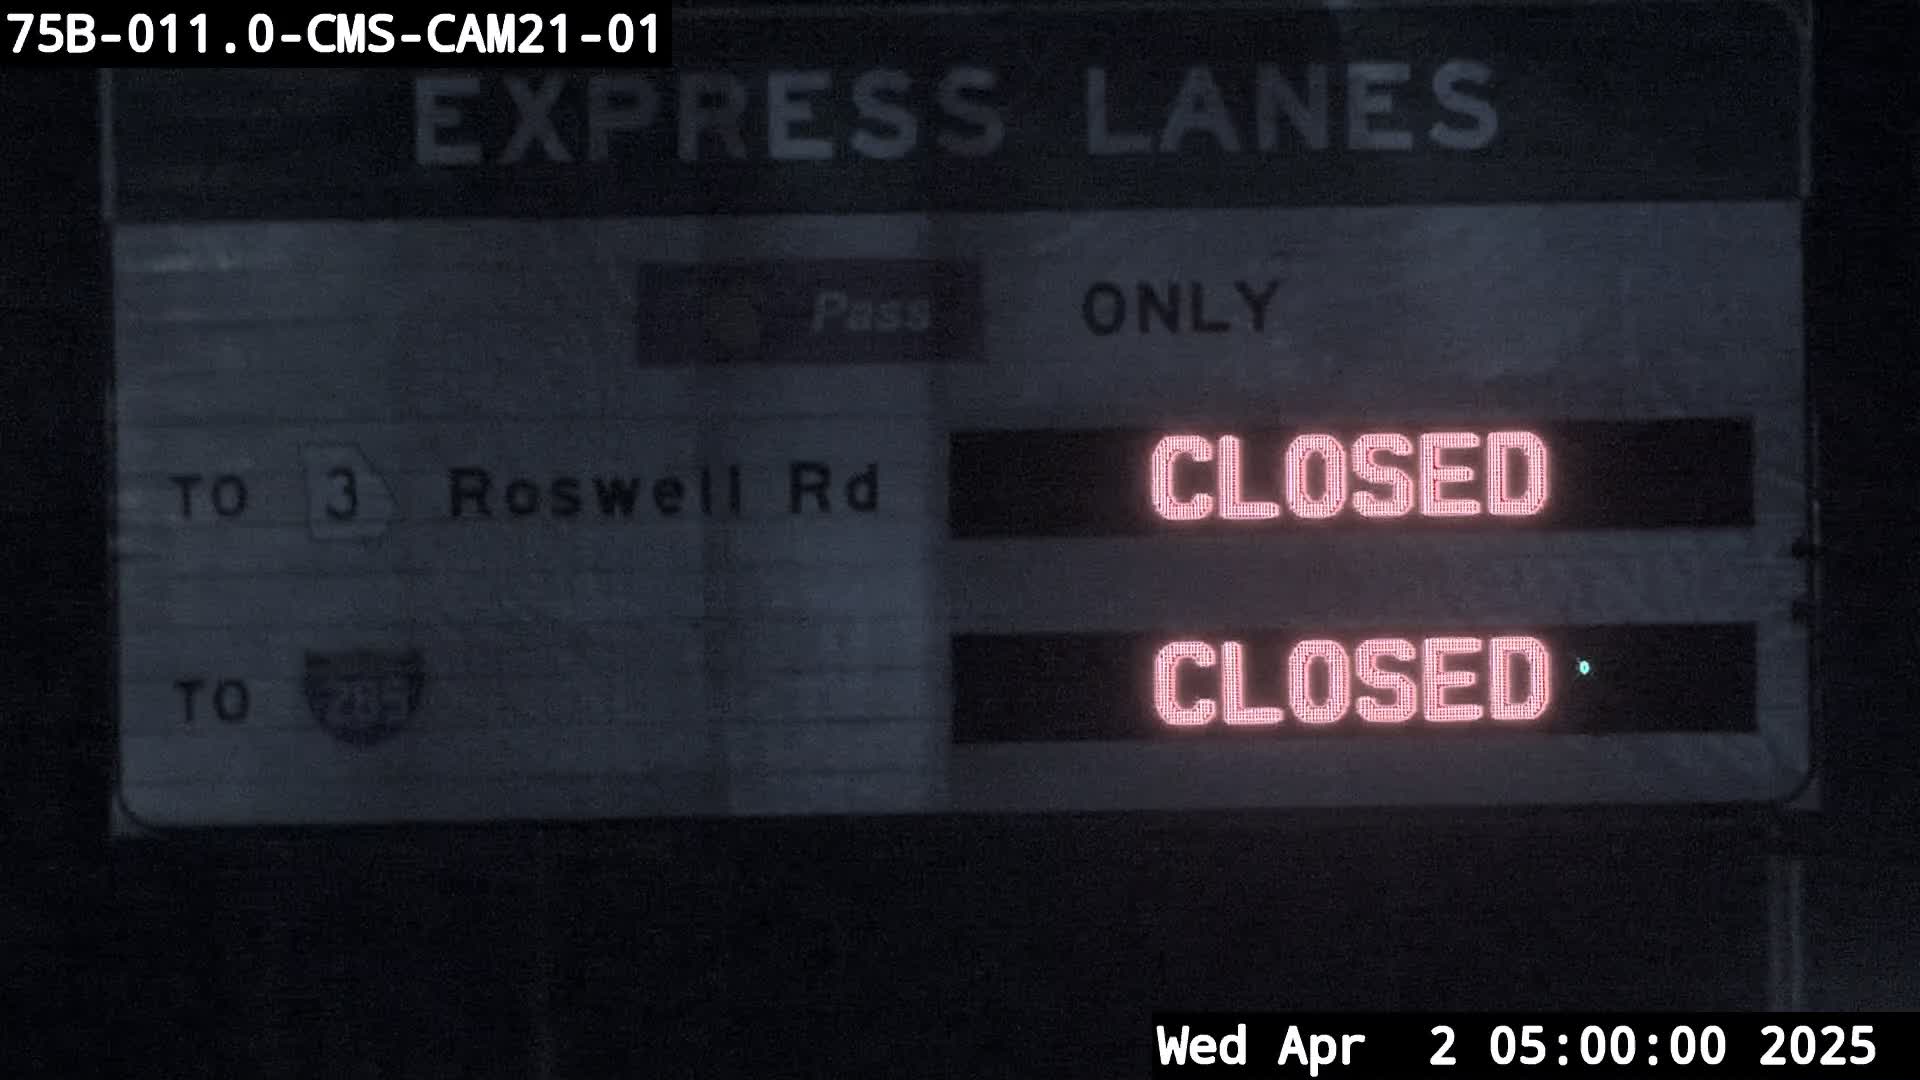 75B-011.0-CMS-CAM21-01
EXPRESS LANES
Pass ONLY
TO 3 Roswell Rd CLOSED
TO 285 CLOSED
Wed Apr 2 05:00:00 2025